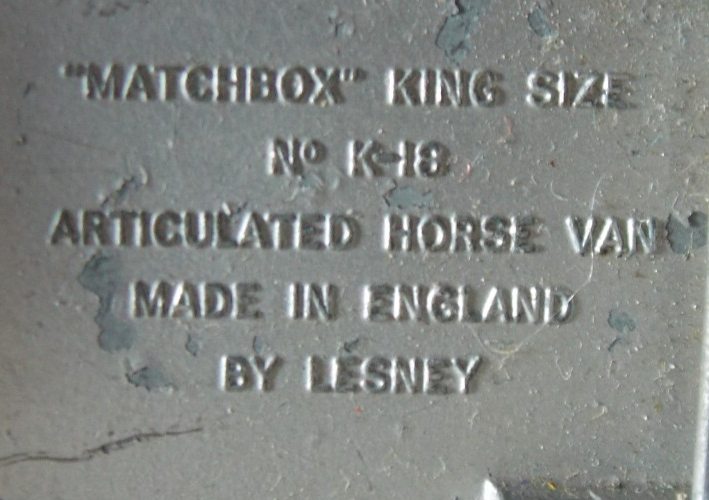 "MATCHBOX" KING SIZE
Nº K-18
ARTICULATED HORSE VAN
MADE IN ENGLAND
BY LESNEY